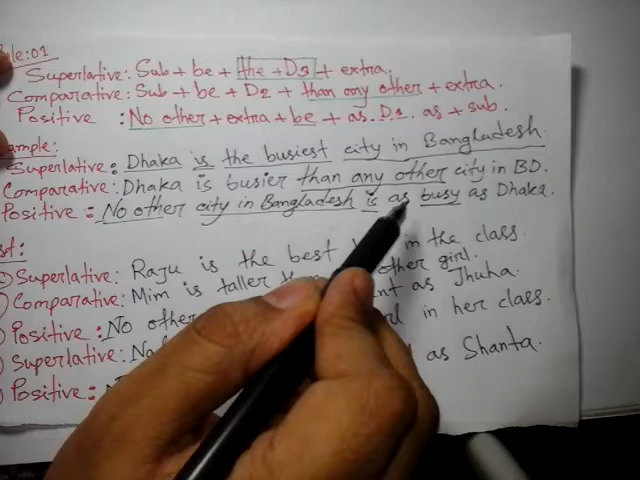 le:01
Superlative: Sub + be + the + D3 + extra.
Comparative: Sub + be + D2 + than any other + extra.
Positive : No other + extra + be + as D1 as + sub.
ample:
Superlative: Dhaka is the busiest city in Bangladesh.
Comparative: Dhaka is busier than any other city in BD.
Positive : No other city in Bangladesh is as busy as Dhaka.
st:
Superlative: Raju is the best in the class.
Comparative: Mim is taller other girl.
Positive : No other as Jhuha.
Superlative: in her class.
Positive : as Shanta.